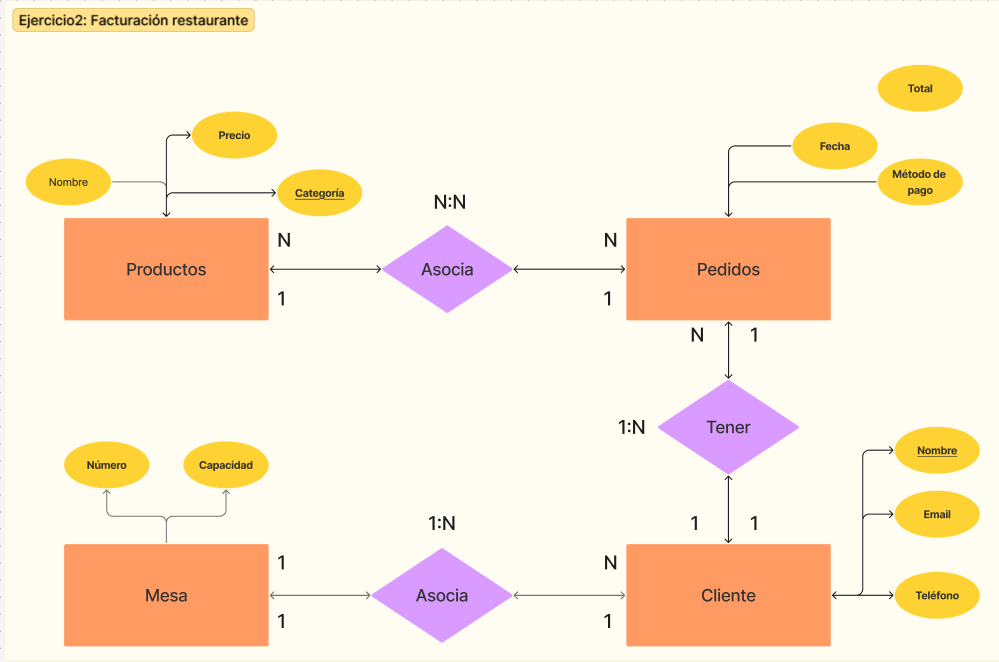 Ejercicio2: Facturación restaurante
Total
Precio
Fecha
Nombre
Categoría
Método de
pago
N:N
N
N
Productos
Asocia
Pedidos
1
1
N
1
1:N
Tener
Número
Capacidad
Nombre
1:N
1
1
Email
1
N
Mesa
Asocia
Cliente
Teléfono
1
1